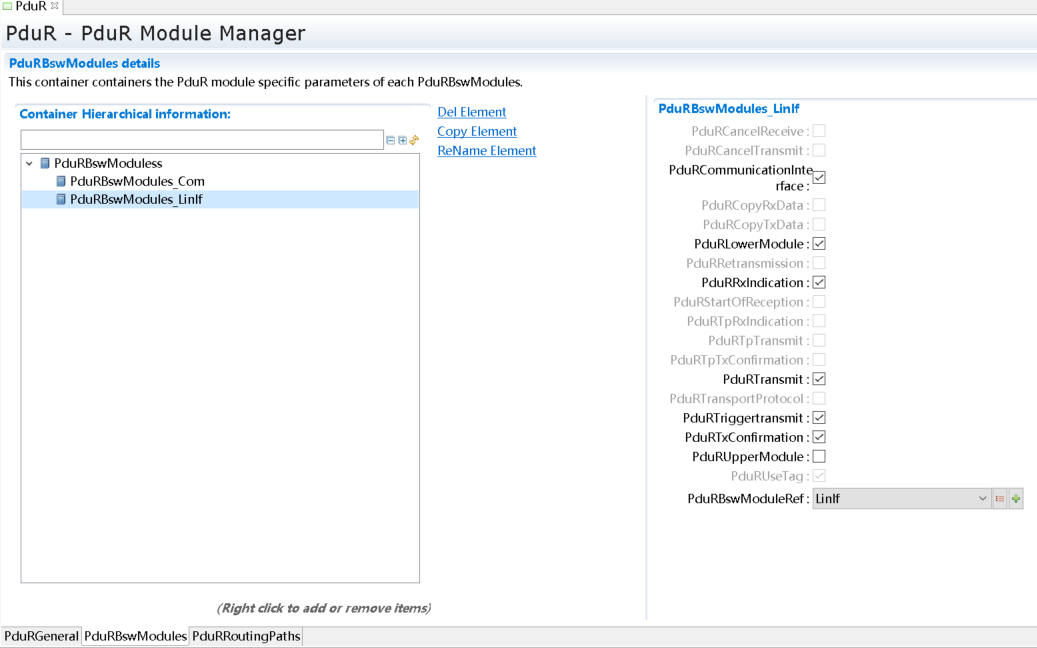 PduR
PduR - PduR Module Manager
PduRBswModules details
This container containers the PduR module specific parameters of each PduRBswModules.
Container Hierarchical information:
Del Element
Copy Element
ReName Element
PduRBswModuless
PduRBswModules_Com
PduRBswModules_LinIf
(Right click to add or remove items)
PduRBswModules_LinIf
PduRCancelReceive :
PduRCancelTransmit :
PduRCommunicationInte
rface :
PduRCopyRxData :
PduRCopyTxData :
PduRLowerModule :
PduRRetransmission :
PduRRxIndication :
PduRStartOfReception :
PduRTpRxIndication :
PduRTpTransmit :
PduRTpTxConfirmation :
PduRTransmit :
PduRTransportProtocol :
PduRTriggertransmit :
PduRTxConfirmation :
PduRUpperModule :
PduRUseTag :
PduRBswModuleRef : LinIf
PduRGeneral PduRBswModules PduRRoutingPaths